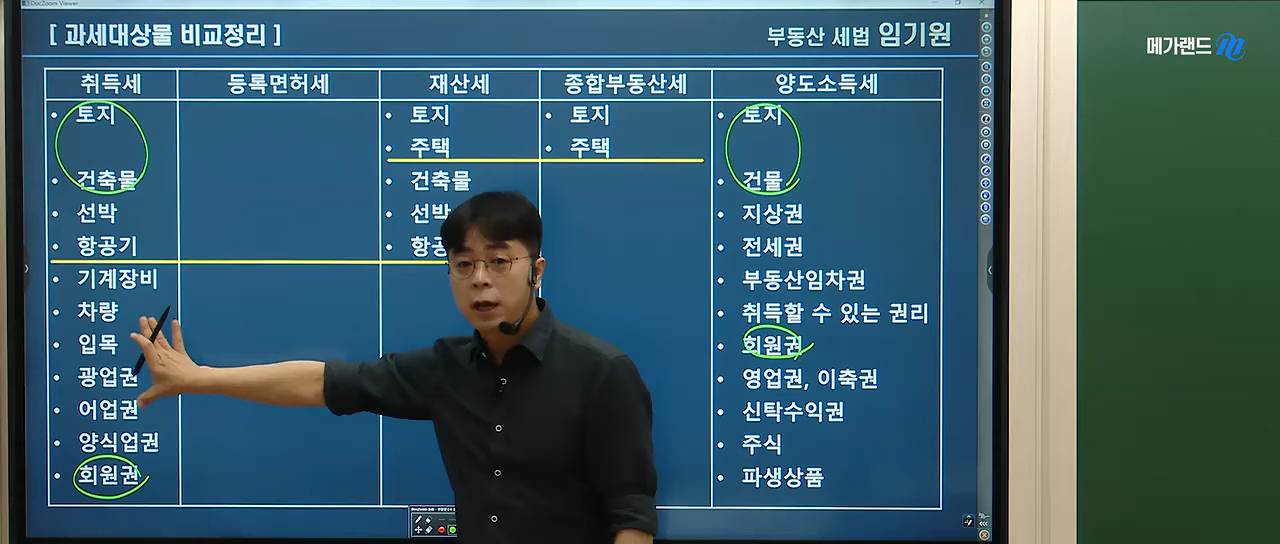 DocZoom Viewer
[ 과세대상물 비교정리 ]
부동산 세법 임기원
메가랜드
취득세 등록면허세 재산세 종합부동산세 양도소득세
• 토지 • 토지 • 토지 • 토지
• 주택 • 주택
• 건축물 • 건축물 • 건물
• 선박 • 선박 • 지상권
• 항공기 • 항공 • 전세권
• 기계장비 • 부동산임차권
• 차량 • 취득할 수 있는 권리
• 입목 • 회원권
• 광업권 • 영업권, 이축권
• 어업권 • 신탁수익권
• 양식업권 • 주식
• 회원권 • 파생상품